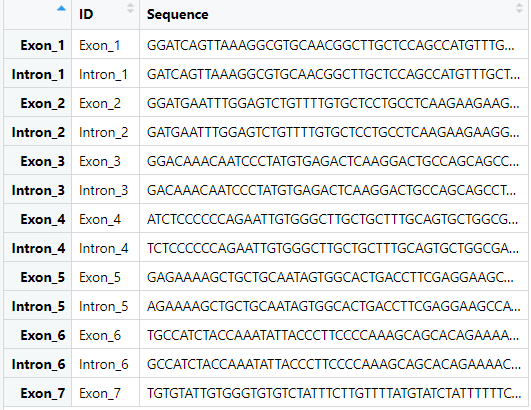 ID Sequence
Exon_1 Exon_1 GGATCAGTTAAAGGCGTGCAACGGCTTGCTCCAGCCATGTTTG...
Intron_1 Intron_1 GATCAGTTAAAGGCGTGCAACGGCTTGCTCCAGCCATGTTTGCT...
Exon_2 Exon_2 GGATGAATTTGGAGTCTGTTTTGTGCTCCTGCCTCAAGAAGAAG...
Intron_2 Intron_2 GATGAATTTGGAGTCTGTTTTGTGCTCCTGCCTCAAGAAGAAGG...
Exon_3 Exon_3 GGACAAACAATCCCTATGTGAGACTCAAGGACTGCCAGCAGCC...
Intron_3 Intron_3 GACAAACAATCCCTATGTGAGACTCAAGGACTGCCAGCAGCCT...
Exon_4 Exon_4 ATCTCCCCCCAGAATTGTGGGCTTGCTGCTTTGCAGTGCTGGCG...
Intron_4 Intron_4 TCTCCCCCCAGAATTGTGGGCTTGCTGCTTTGCAGTGCTGGCGA...
Exon_5 Exon_5 GAGAAAAGCTGCTGCAATAGTGGCACTGACCTTCGAGGAAGC...
Intron_5 Intron_5 AGAAAAGCTGCTGCAATAGTGGCACTGACCTTCGAGGAAGCCA...
Exon_6 Exon_6 TGCCATCTACCAAATATTACCCTTCCCCAAAGCAGCACAGAAAA...
Intron_6 Intron_6 GCCATCTACCAAATATTACCCTTCCCCAAAGCAGCACAGAAAAC...
Exon_7 Exon_7 TGTGTATTGTGGGTGTGTCTATTTCTTGTTTTATGTATCTATTTTTTC...